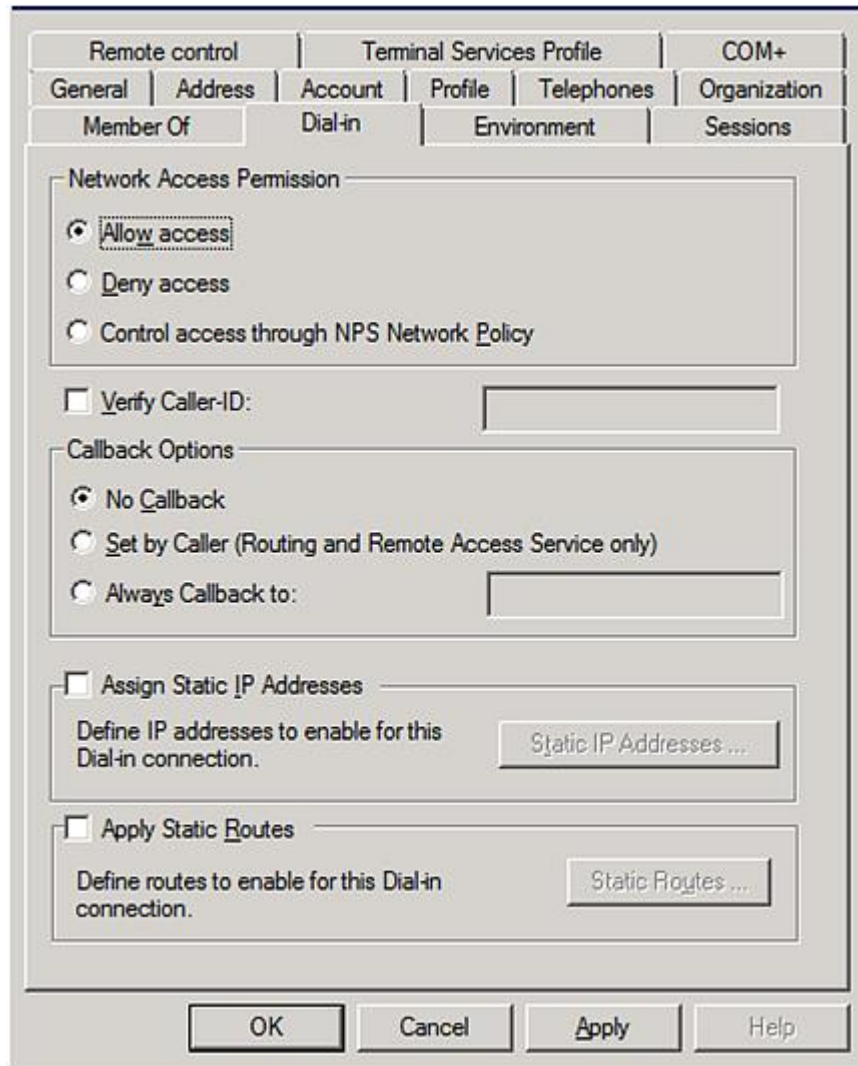 Remote control Terminal Services Profile COM+
General Address Account Profile Telephones Organization
Member Of Dial-in Environment Sessions
Network Access Permission
Allow access
Deny access
Control access through NPS Network Policy
Verify Caller-ID:
Callback Options
No Callback
Set by Caller (Routing and Remote Access Service only)
Always Callback to:
Assign Static IP Addresses
Define IP addresses to enable for this
Dial-in connection.
Static IP Addresses ...
Apply Static Routes
Define routes to enable for this Dial-in
connection.
Static Routes ...
OK Cancel Apply Help